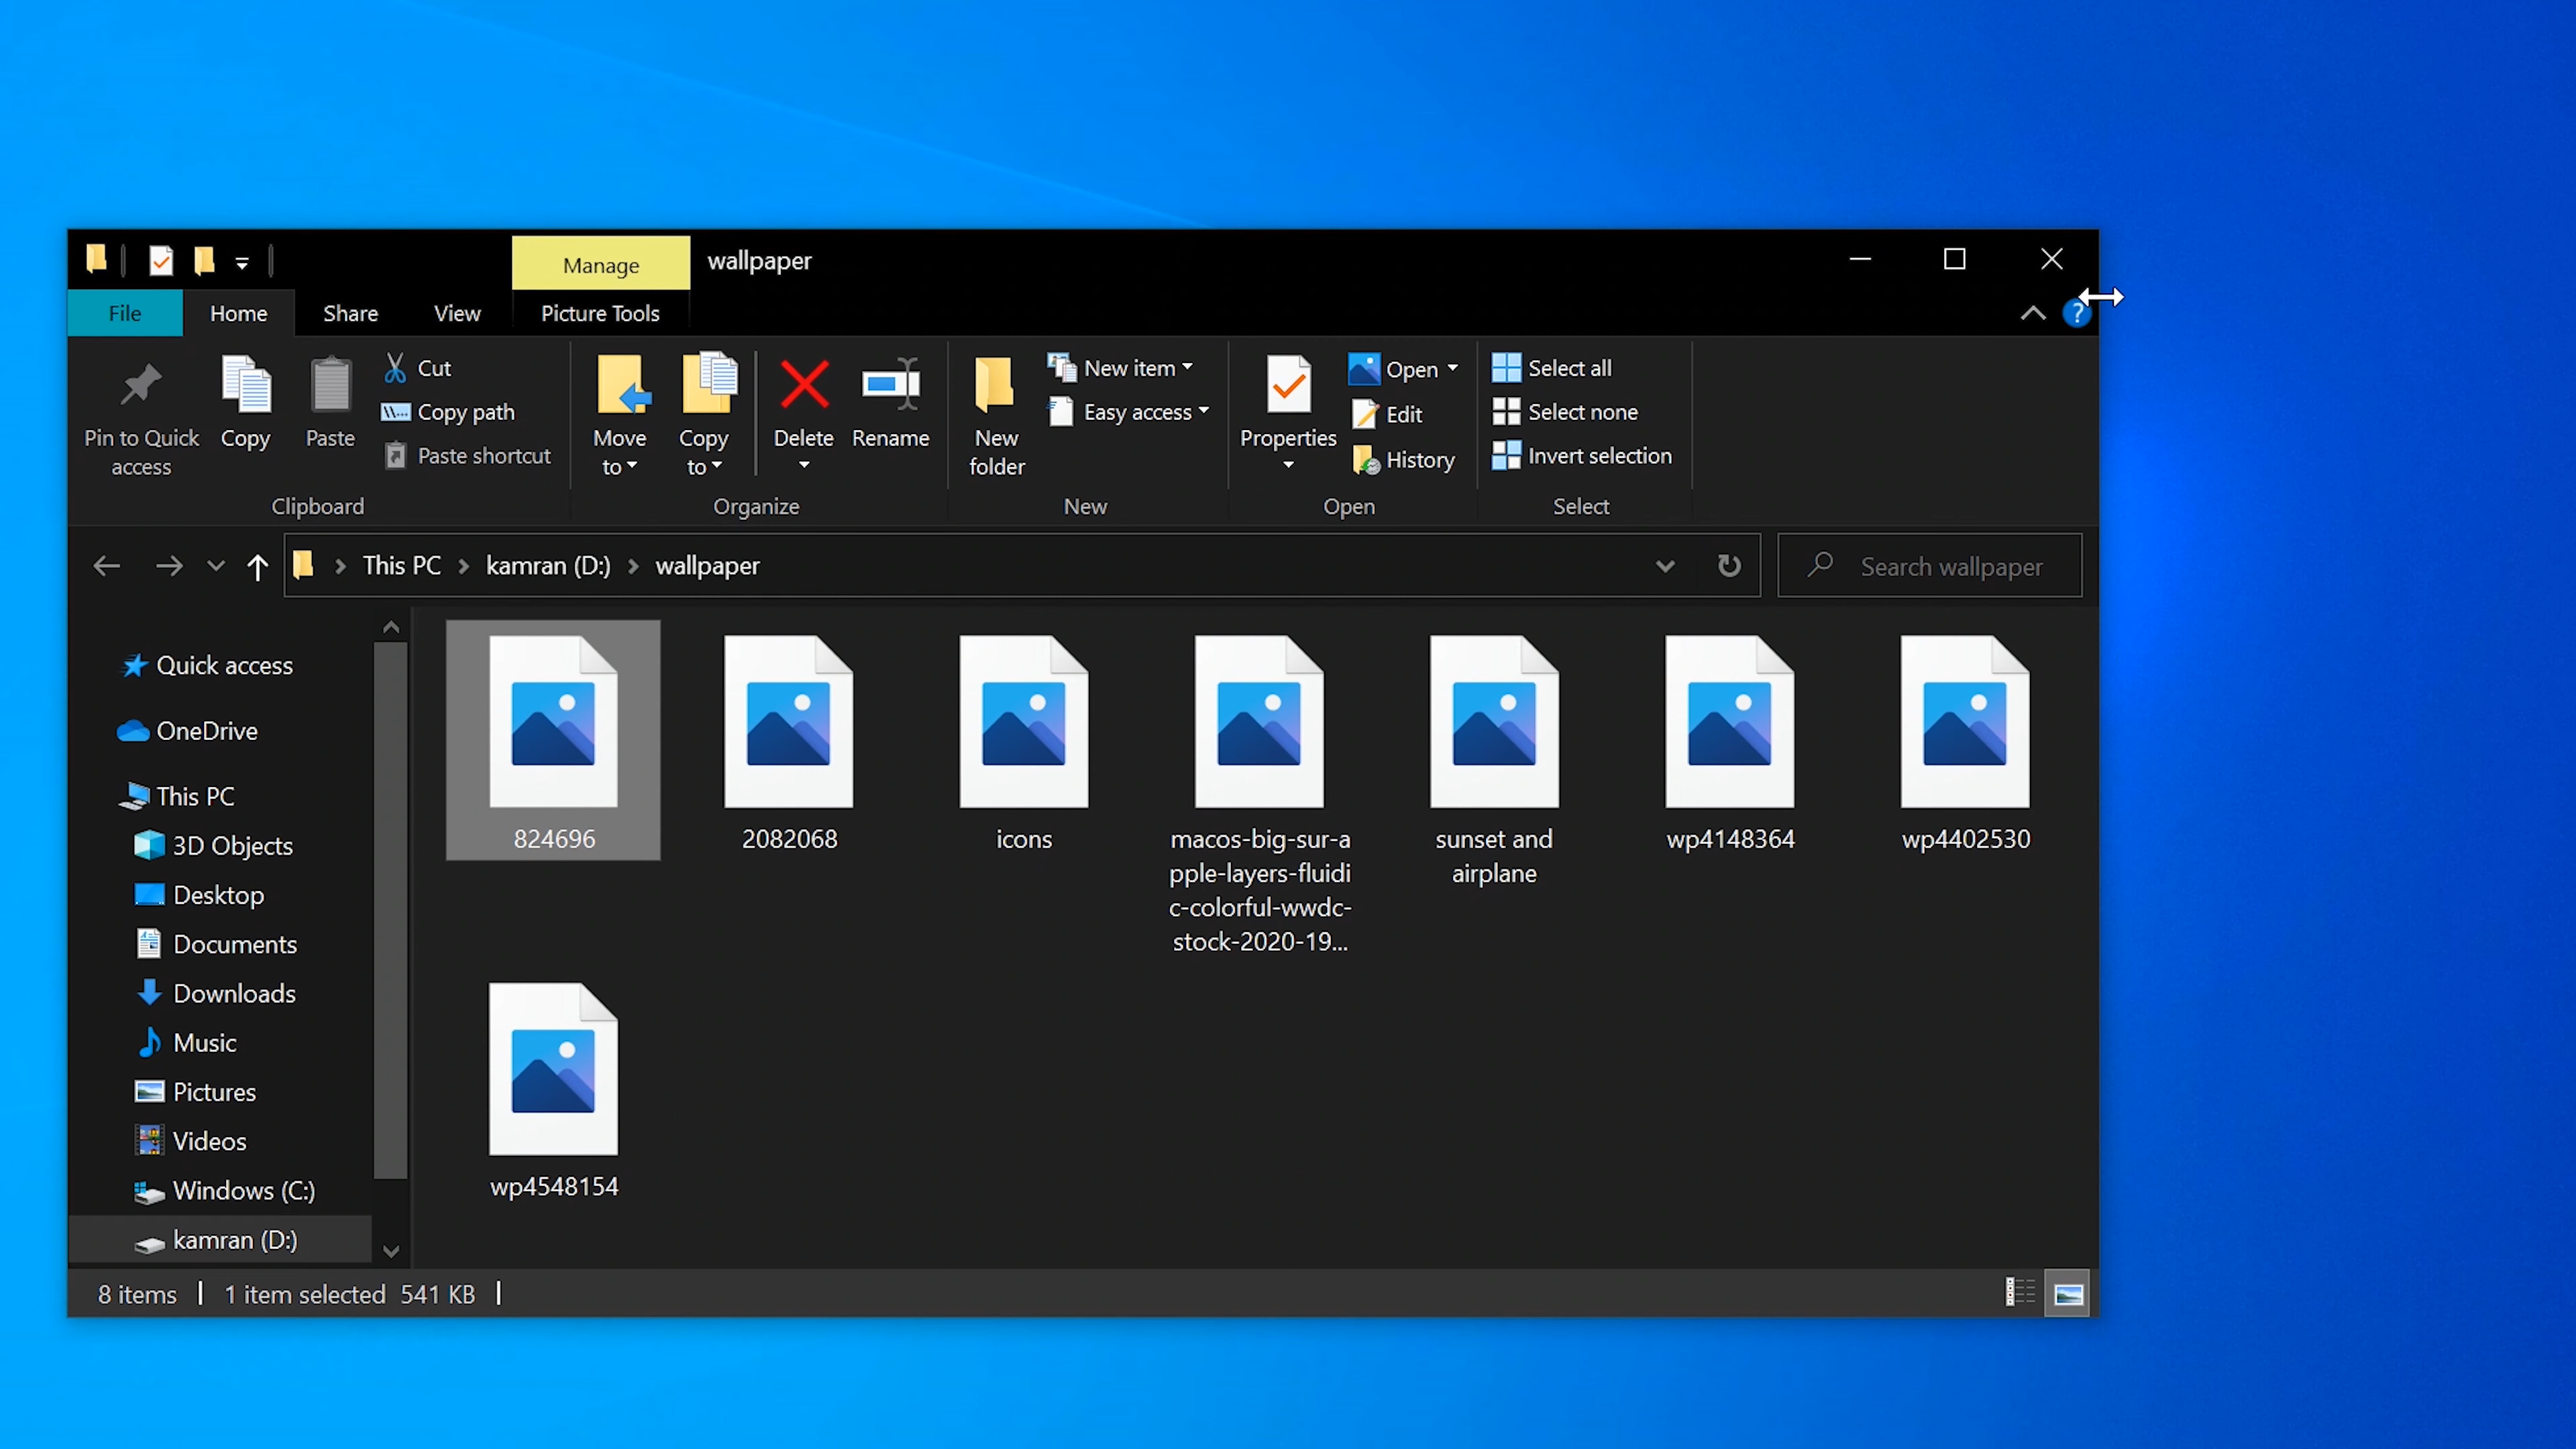 Manage
wallpaper
File
Home
Share
View
Picture Tools
?
Pin to Quick
access
Copy
Paste
Cut
Copy path
Paste shortcut
Clipboard
Move
to
Copy
to
Delete
Rename
Organize
New
folder
New item
Easy access
New
Properties
Open
Edit
History
Open
Select all
Select none
Invert selection
Select
This PC
kamran (D:)
wallpaper
Search wallpaper
Quick access
OneDrive
This PC
3D Objects
Desktop
Documents
Downloads
Music
Pictures
Videos
Windows (C:)
kamran (D:)
824696
2082068
icons
macos-big-sur-a
pple-layers-fluidi
c-colorful-wwdc-
stock-2020-19...
sunset and
airplane
wp4148364
wp4402530
wp4548154
8 items
1 item selected 541 KB